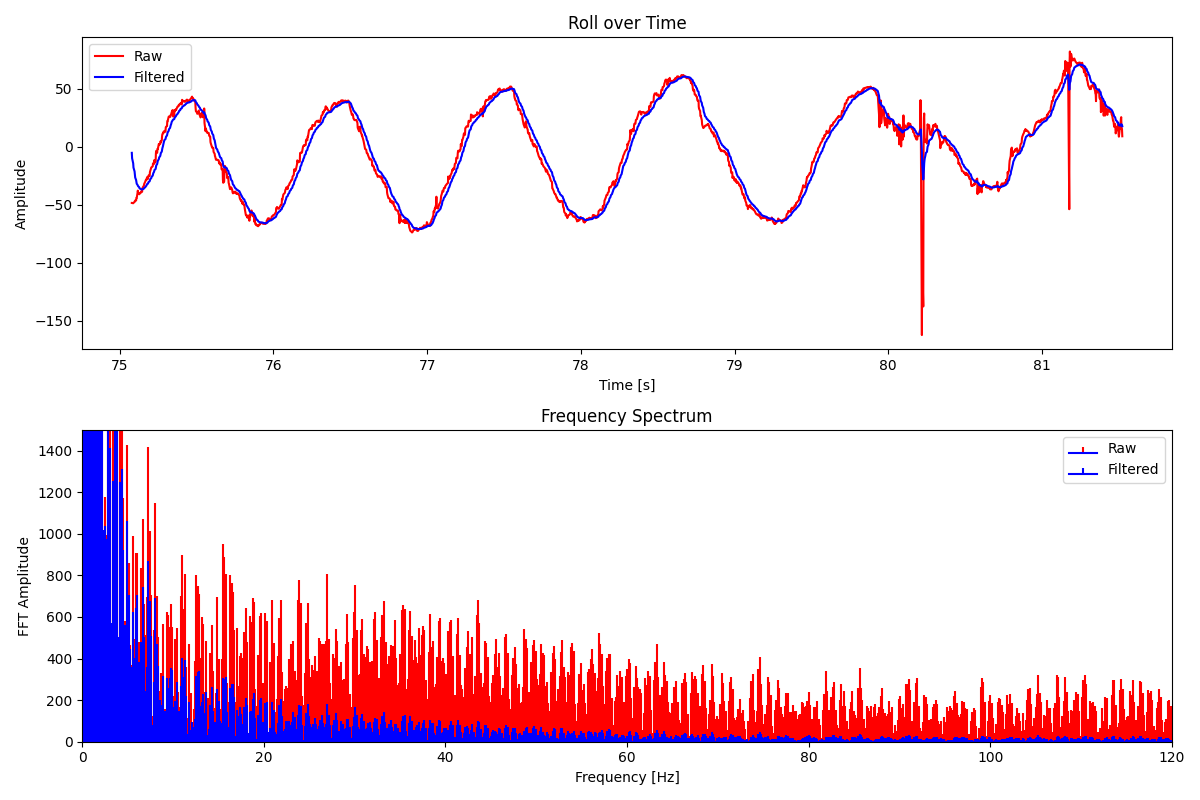 Roll over Time
Raw
Filtered
50
0
−50
−100
−150
Amplitude
75 76 77 78 79 80 81
Time [s]
Frequency Spectrum
Raw
Filtered
1400
1200
1000
800
600
400
200
0
FFT Amplitude
0 20 40 60 80 100 120
Frequency [Hz]